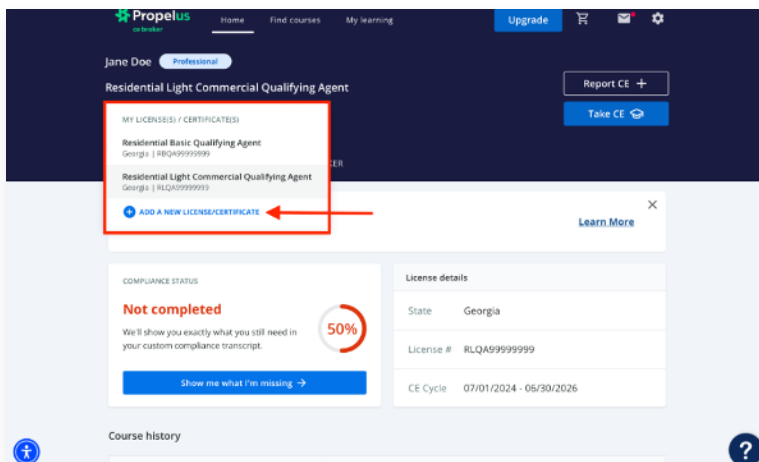 Propelus
ce broker
Home
Find courses
My learning
Upgrade
Jane Doe
Professional
Residential Light Commercial Qualifying Agent
Report CE +
Take CE
MY LICENSE(S) / CERTIFICATE(S)
Residential Basic Qualifying Agent
Georgia | RBQA99999999
Residential Light Commercial Qualifying Agent
Georgia | RLQA99999999
ADD A NEW LICENSE/CERTIFICATE
Learn More
COMPLIANCE STATUS
Not completed
We'll show you exactly what you still need in
your custom compliance transcript.
50%
Show me what I'm missing →
License details
State Georgia
License # RLQA99999999
CE Cycle 07/01/2024 - 06/30/2026
Course history
?